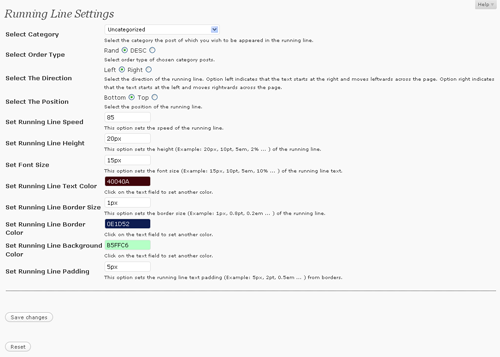 Help
Running Line Settings
Select Category Uncategorized
Select the category the post of which you wish to be appeared in the running line.
Select Order Type Rand DESC
Select order type of chosen category posts.
Select The Direction Left Right
Select the direction of the running line. Option left indicates that the text starts at the right and moves leftwards across the page. Option right indicates
that the text starts at the left and moves rightwards across the page.
Select The Position Bottom Top
Select the position of the running line.
Set Running Line Speed 85
This option sets the speed of the running line.
Set Running Line Height 20px
This option sets the height (Example: 20px, 10pt, 5em, 2% ... ) of the running line.
Set Font Size 15px
This option sets the font size (Example: 15px, 10pt, 5em, 10% ... ) of the running line text.
Set Running Line Text Color 40040A
Click on the text field to set another color.
Set Running Line Border Size 1px
This option sets the border size (Example: 1px, 0.8pt, 0.2em ... ) of the running line.
Set Running Line Border Color 0E1D52
Click on the text field to set another color.
Set Running Line Background Color B5FFC6
Click on the text field to set another color.
Set Running Line Padding 5px
This option sets the running line text padding (Example: 5px, 2pt, 0.5em ... ) from borders.
Save changes
Reset